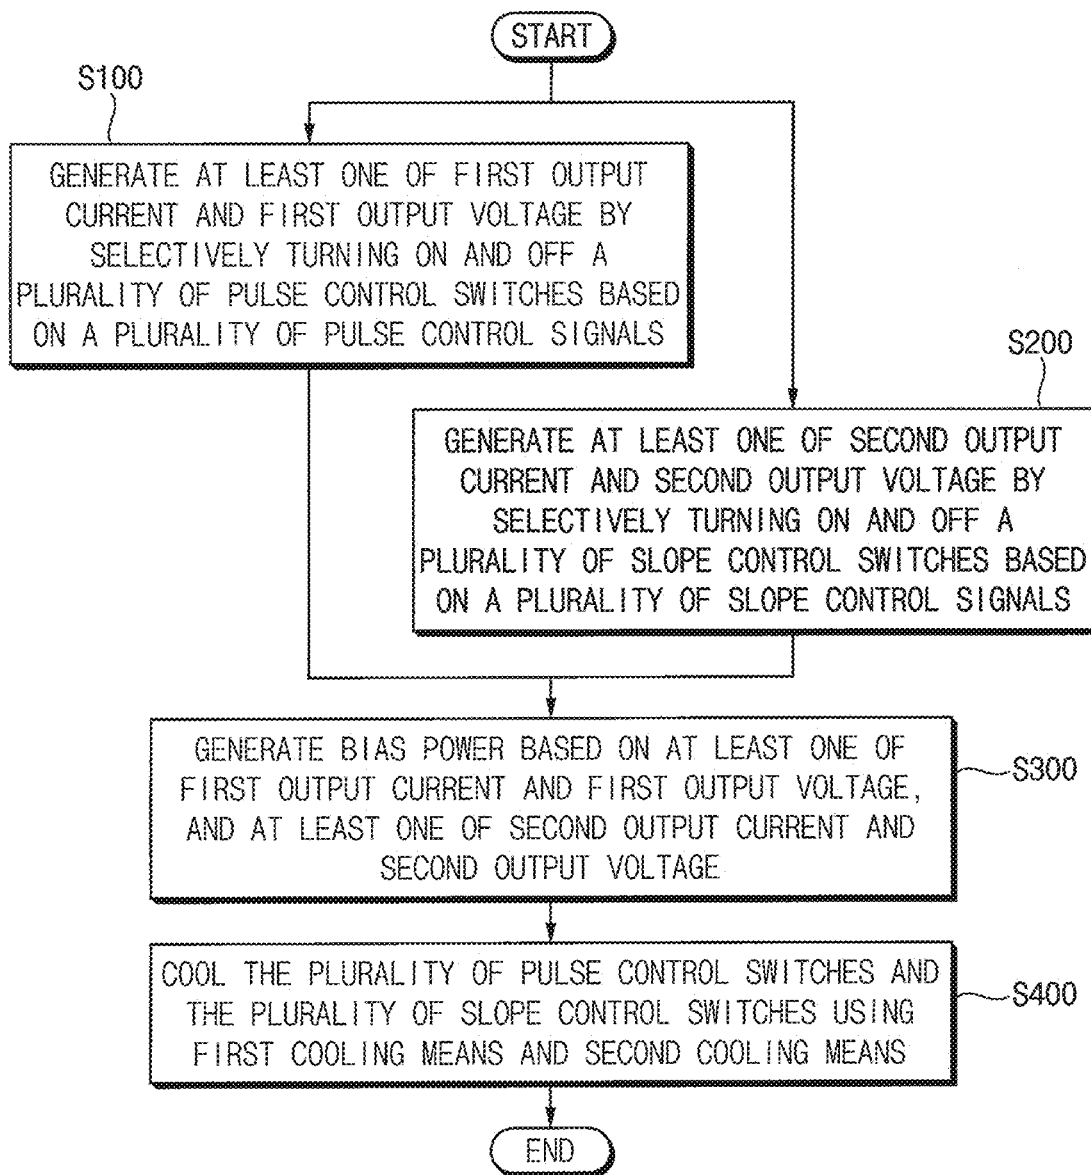 START
S100
GENERATE AT LEAST ONE OF FIRST OUTPUT
CURRENT AND FIRST OUTPUT VOLTAGE BY
SELECTIVELY TURNING ON AND OFF A
PLURALITY OF PULSE CONTROL SWITCHES BASED
ON A PLURALITY OF PULSE CONTROL SIGNALS
S200
GENERATE AT LEAST ONE OF SECOND OUTPUT
CURRENT AND SECOND OUTPUT VOLTAGE BY
SELECTIVELY TURNING ON AND OFF A
PLURALITY OF SLOPE CONTROL SWITCHES BASED
ON A PLURALITY OF SLOPE CONTROL SIGNALS
GENERATE BIAS POWER BASED ON AT LEAST ONE OF
FIRST OUTPUT CURRENT AND FIRST OUTPUT VOLTAGE,
AND AT LEAST ONE OF SECOND OUTPUT CURRENT AND
SECOND OUTPUT VOLTAGE
S300
COOL THE PLURALITY OF PULSE CONTROL SWITCHES AND
THE PLURALITY OF SLOPE CONTROL SWITCHES USING
FIRST COOLING MEANS AND SECOND COOLING MEANS
S400
END